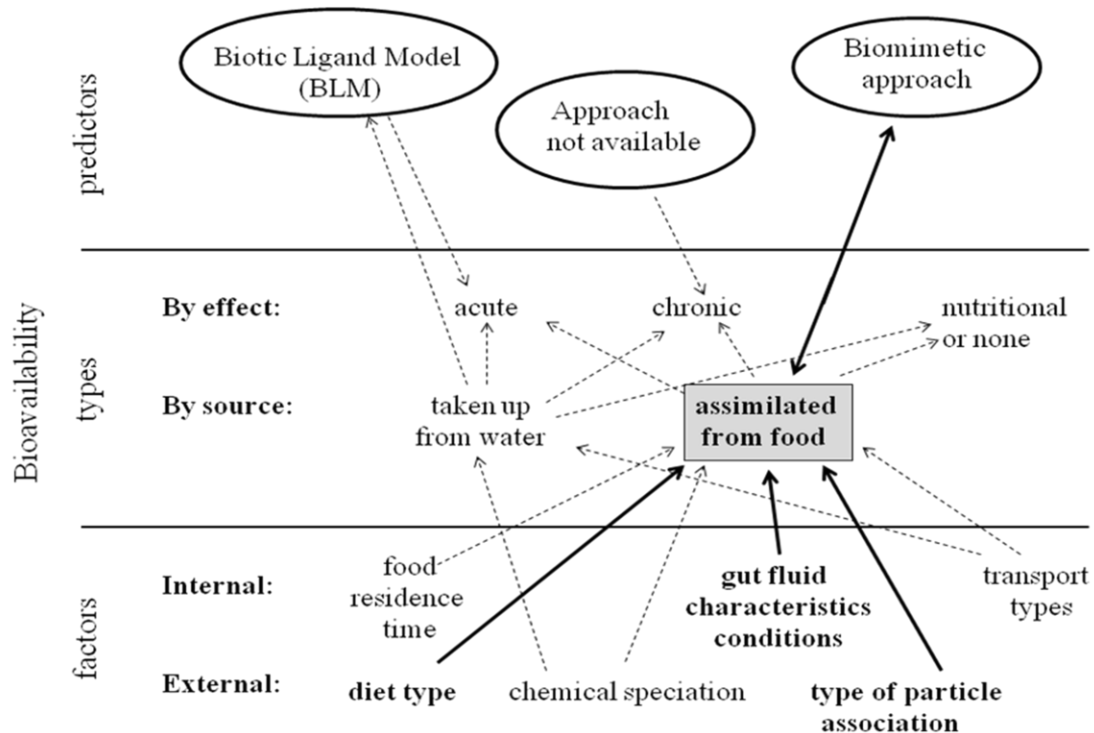 Biotic Ligand Model
(BLM)
Approach
not available
Biomimetic
approach
predictors
Bioavailability
types
By effect:
acute
chronic
nutritional
or none
By source:
taken up
from water
assimilated
from food
factors
Internal:
food
residence
time
gut fluid
characteristics
conditions
transport
types
External:
diet type
chemical speciation
type of particle
association